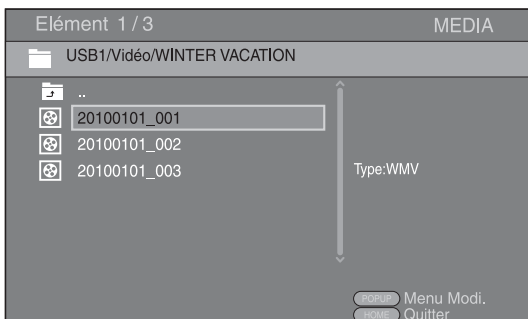 Elément 1 / 3
MEDIA
USB1/Vidéo/WINTER VACATION
..
20100101_001
20100101_002
20100101_003
Type:WMV
POPUP Menu Modi.
HOME Quitter